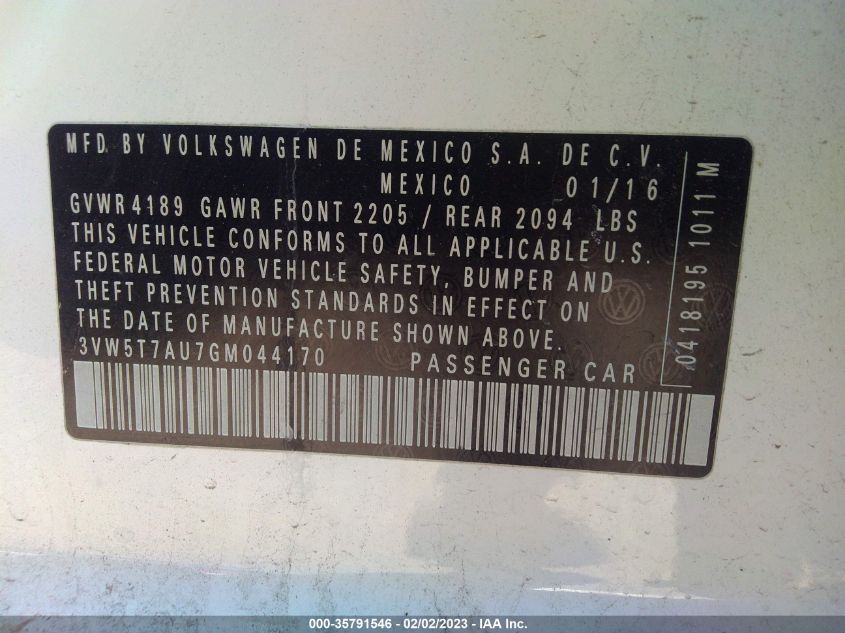 MFD BY VOLKSWAGEN DE MEXICO S.A. DE C.V.
MEXICO 01/16
GVWR 4189 GAWR FRONT 2205 / REAR 2094 LBS
THIS VEHICLE CONFORMS TO ALL APPLICABLE U.S.
FEDERAL MOTOR VEHICLE SAFETY, BUMPER AND
THEFT PREVENTION STANDARDS IN EFFECT ON
THE DATE OF MANUFACTURE SHOWN ABOVE.
3VW5T7AU7GM044170 PASSENGER CAR
0418195 1011 M
000-35791546 - 02/02/2023 - IAA Inc.